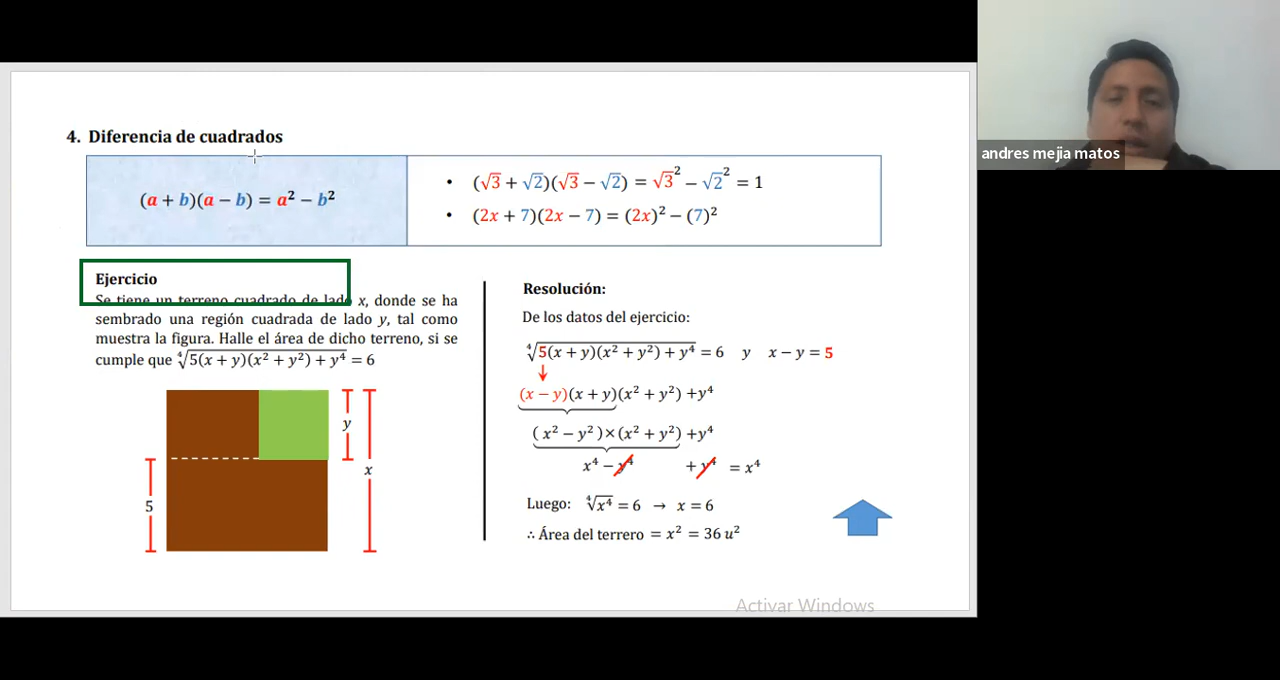 4. Diferencia de cuadrados
(a + b)(a − b) = a² − b²
• (√3 + √2)(√3 − √2) = √3² − √2² = 1
• (2x + 7)(2x − 7) = (2x)² − (7)²
andres mejia matos
Ejercicio
Se tiene un terreno cuadrado de lado x, donde se ha
sembrado una región cuadrada de lado y, tal como
muestra la figura. Halle el área de dicho terreno, si se
cumple que ⁴√5(x + y)(x² + y²) + y⁴ = 6
y
x
5
Resolución:
De los datos del ejercicio:
⁴√5(x + y)(x² + y²) + y⁴ = 6 y x − y = 5
(x − y)(x + y)(x² + y²) +y⁴
(x² − y²)×(x² + y²) +y⁴
x⁴ − y⁴ + y⁴ = x⁴
Luego: ⁴√x⁴ = 6 → x = 6
∴ Área del terrero = x² = 36 u²
Activar Windows